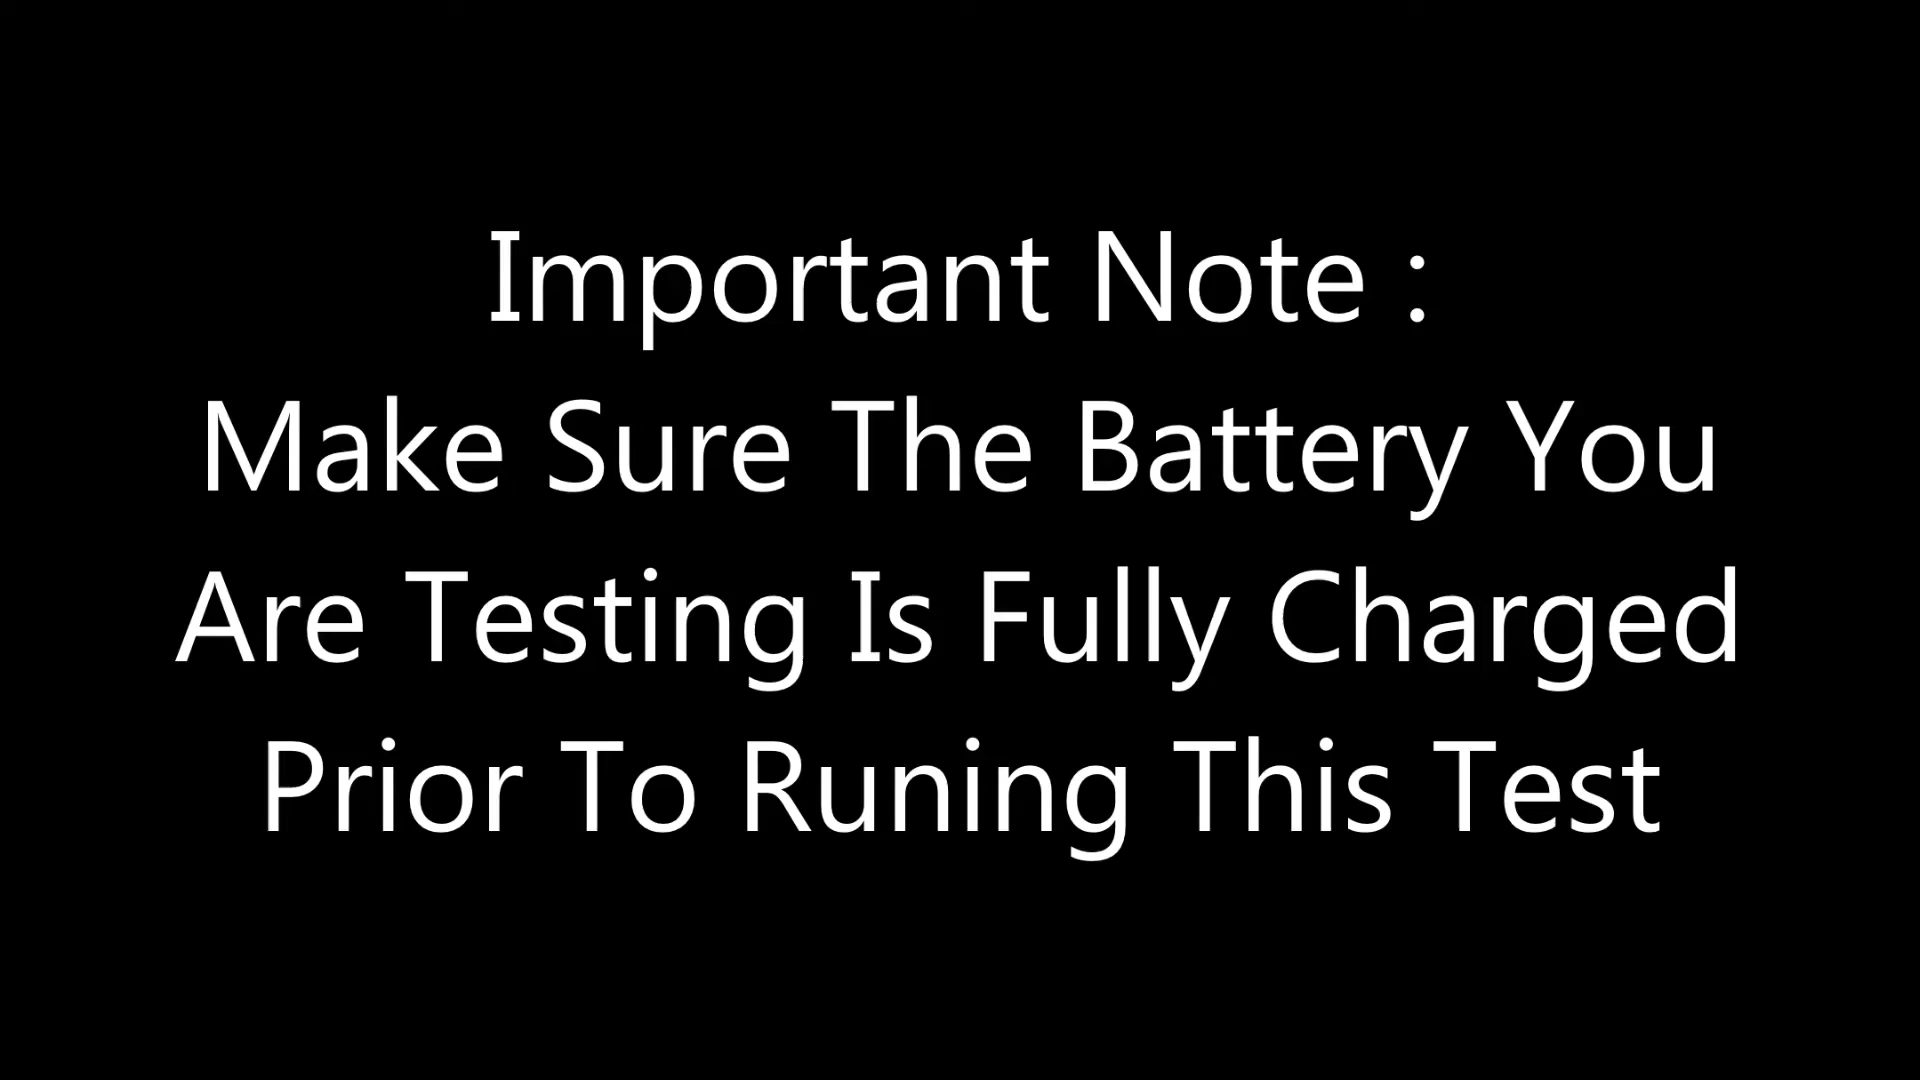 Important Note :
Make Sure The Battery You
Are Testing Is Fully Charged
Prior To Runing This Test